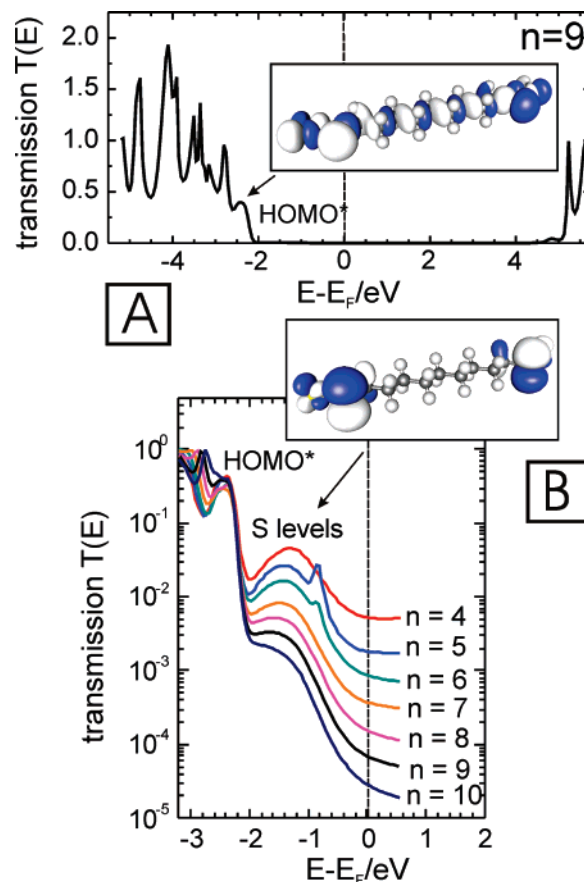 n=9
2.0
1.5
1.0
0.5
0.0
transmission T(E)
HOMO*
-4 -2 0 2 4
E-E_F/eV
A
B
10^0
10^-1
10^-2
10^-3
10^-4
10^-5
transmission T(E)
HOMO*
S levels
n = 4
n = 5
n = 6
n = 7
n = 8
n = 9
n = 10
-3 -2 -1 0 1 2
E-E_F/eV